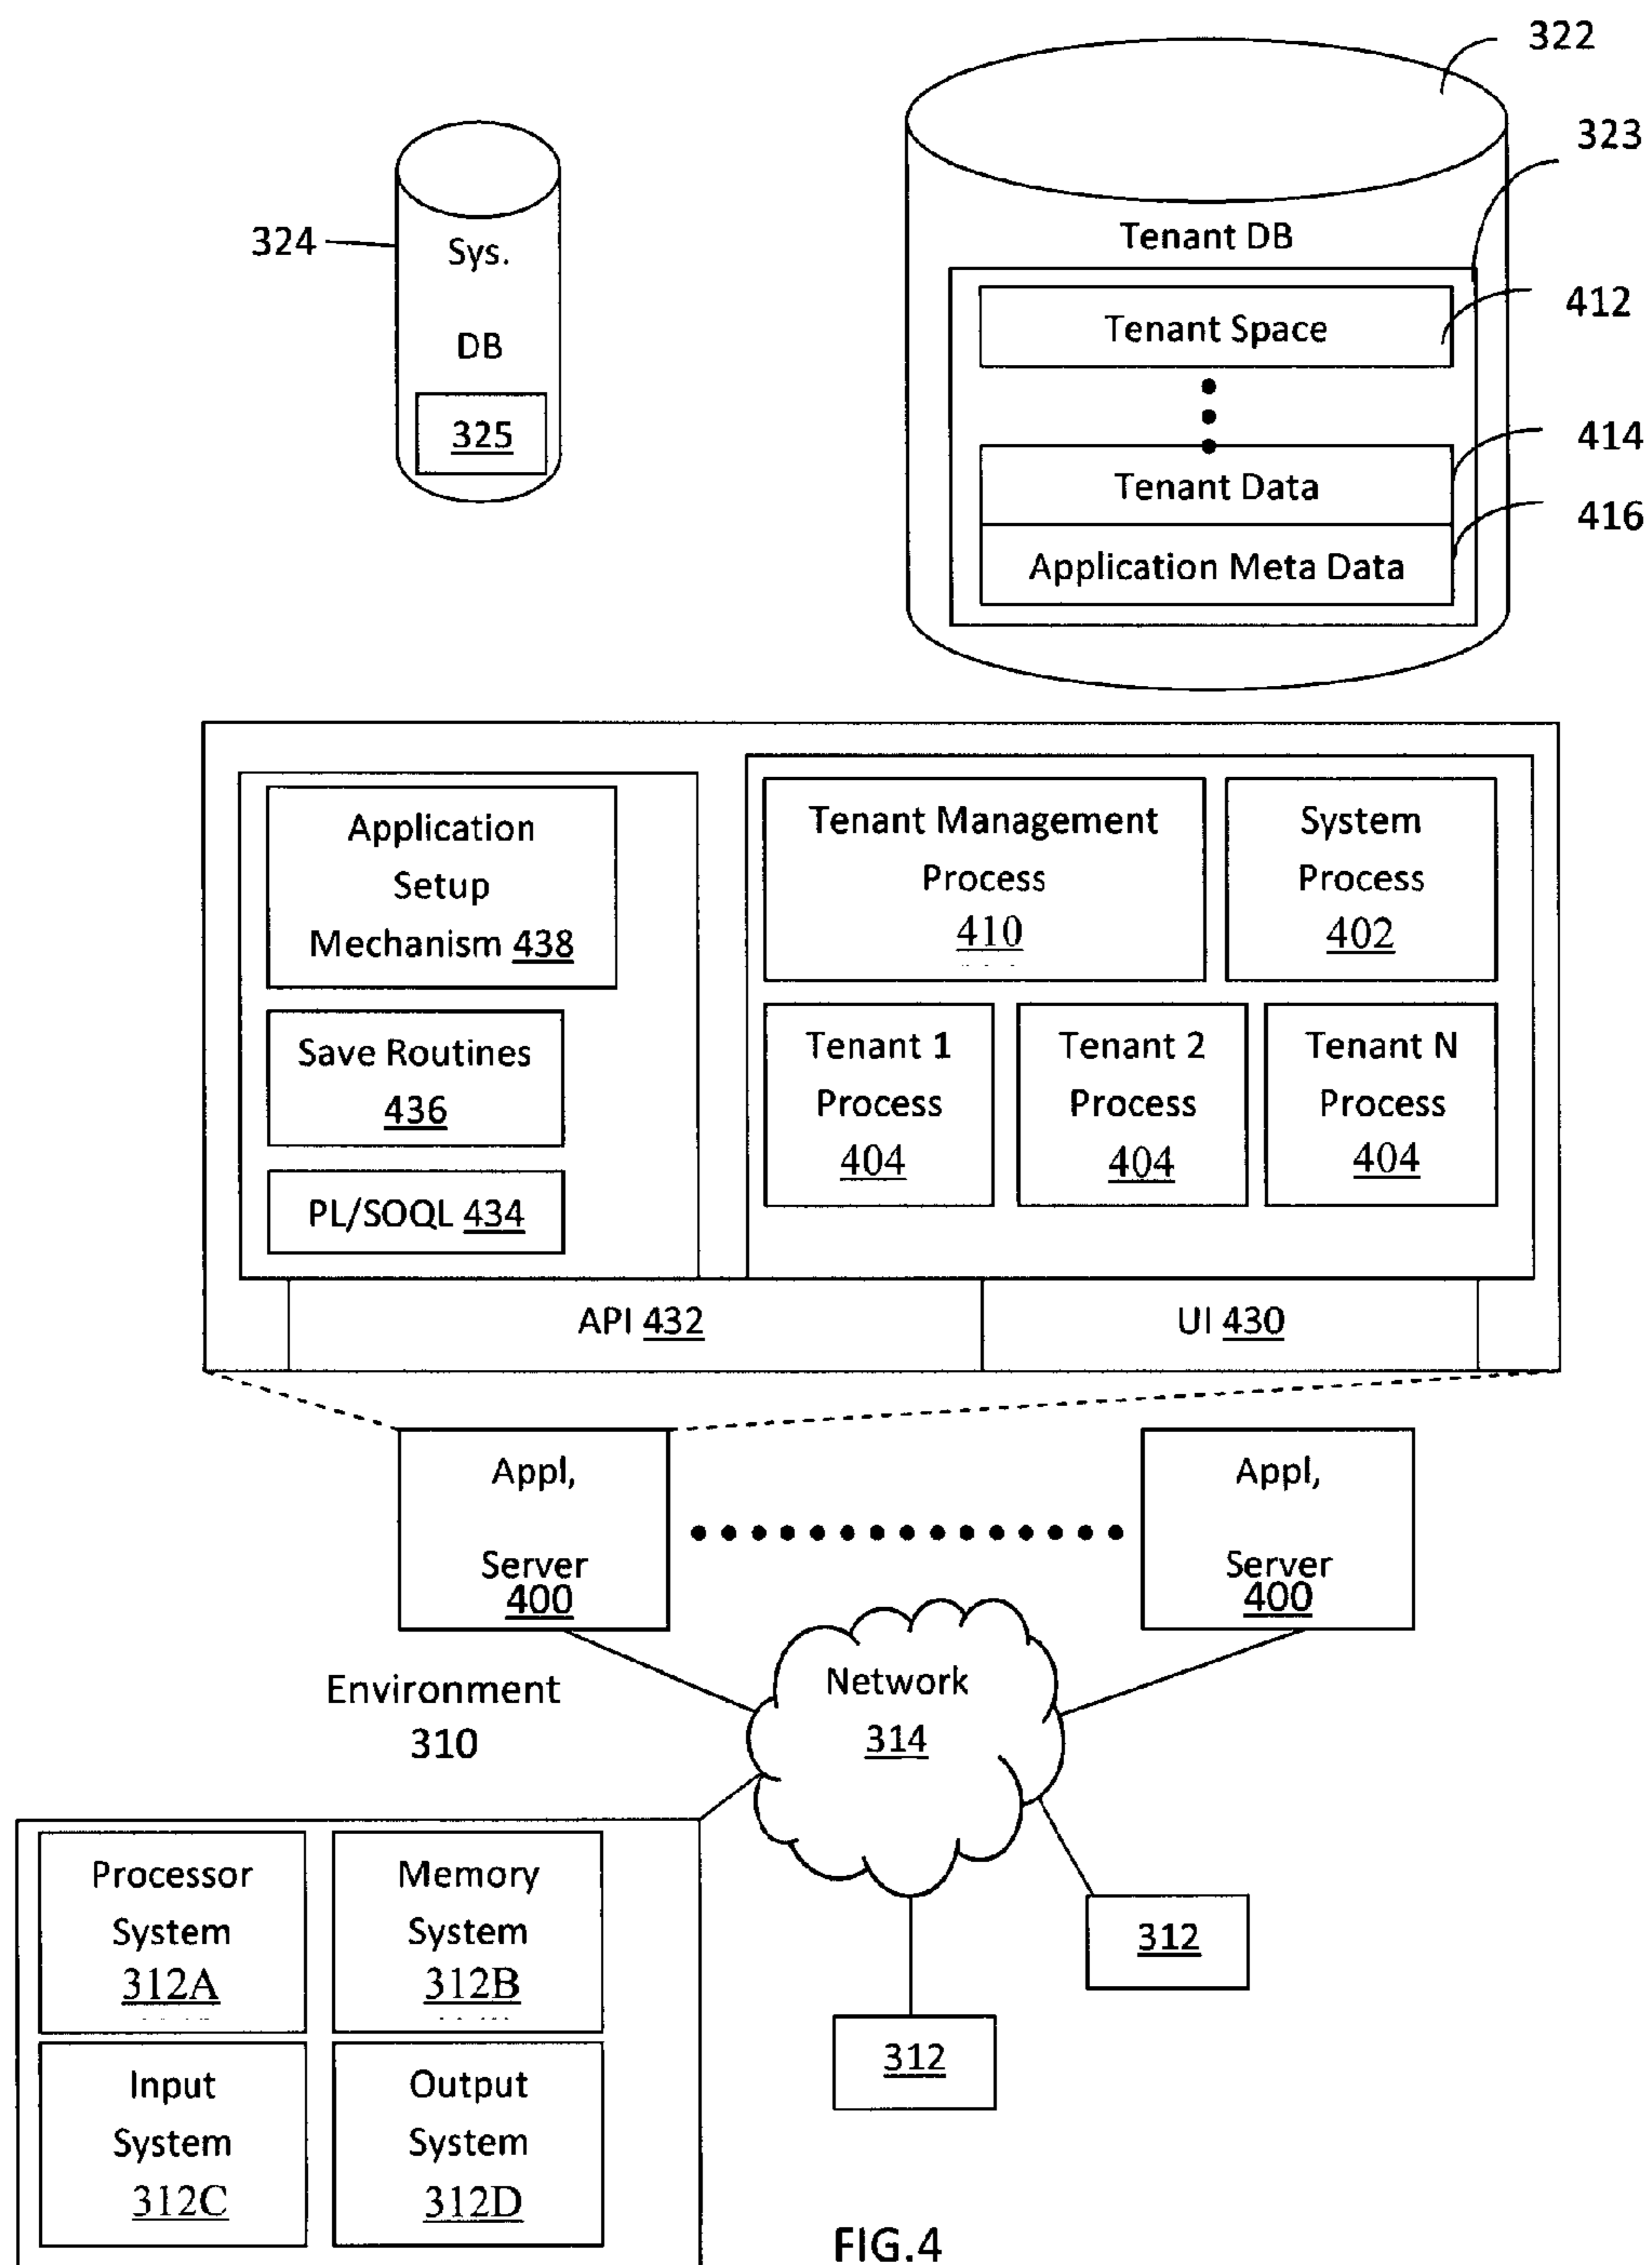 322
323
Tenant DB
324
Sys.
DB
325
412
Tenant Space
414
Tenant Data
416
Application Meta Data
Application
Setup
Mechanism 438
Save Routines
436
PL/SOQL 434
Tenant Management
Process
410
System
Process
402
Tenant 1
Process
404
Tenant 2
Process
404
Tenant N
Process
404
API 432
UI 430
Appl,
Server
400
Appl,
Server
400
Environment
310
Network
314
Processor
System
312A
Memory
System
312B
Input
System
312C
Output
System
312D
312
312
FIG.4